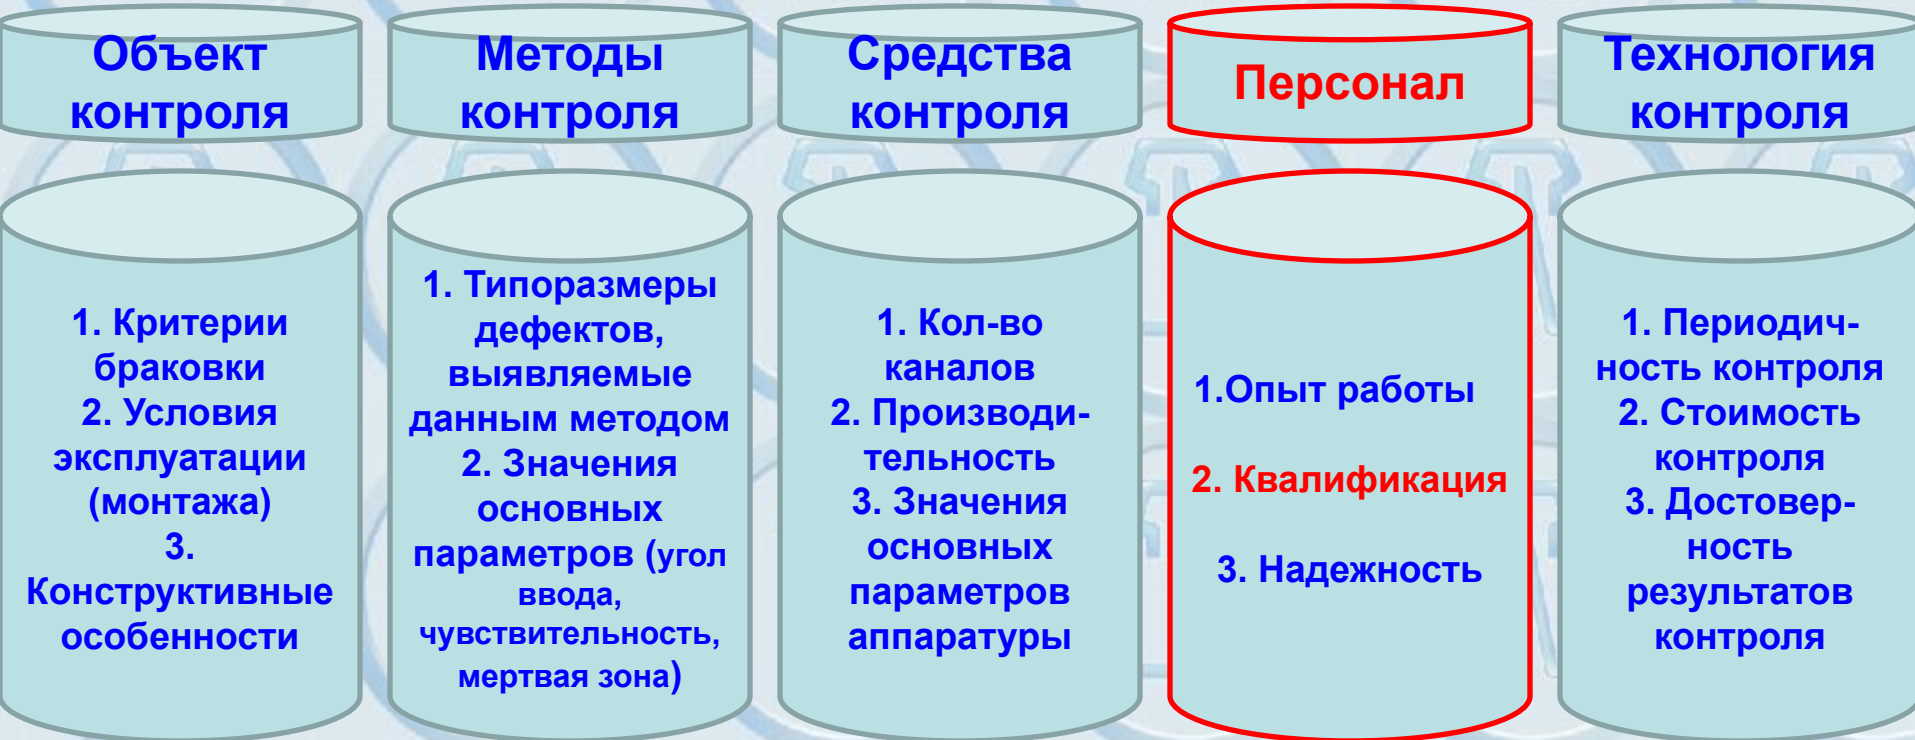 Объект
контроля
Методы
контроля
Средства
контроля
Персонал
Технология
контроля
1. Критерии
браковки
2. Условия
эксплуатации
(монтажа)
3.
Конструктивные
особенности
1. Типоразмеры
дефектов,
выявляемые
данным методом
2. Значения
основных
параметров (угол
ввода,
чувствительность,
мертвая зона)
1. Кол-во
каналов
2. Производи-
тельность
3. Значения
основных
параметров
аппаратуры
1.Опыт работы
2. Квалификация
3. Надежность
1. Периодич-
ность контроля
2. Стоимость
контроля
3. Достовер-
ность
результатов
контроля